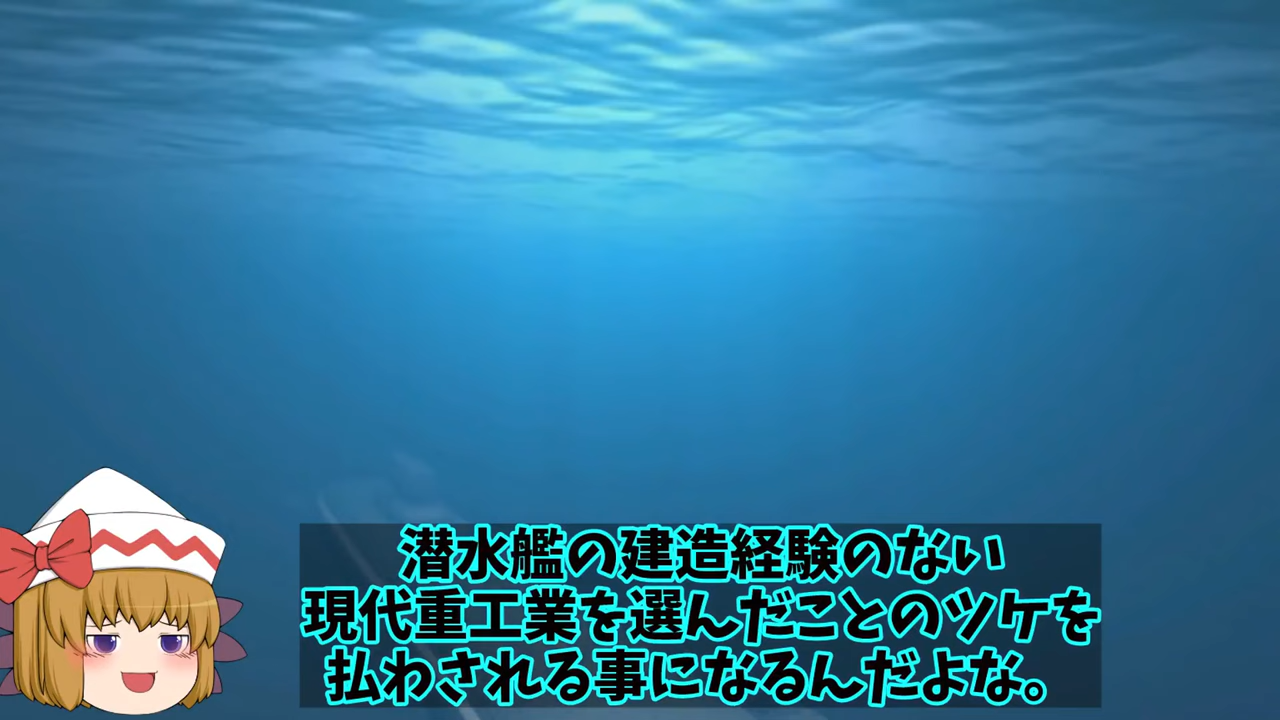 潜水艦の建造経験のない
現代重工業を選んだことのツケを
払わされる事になるんだよな。